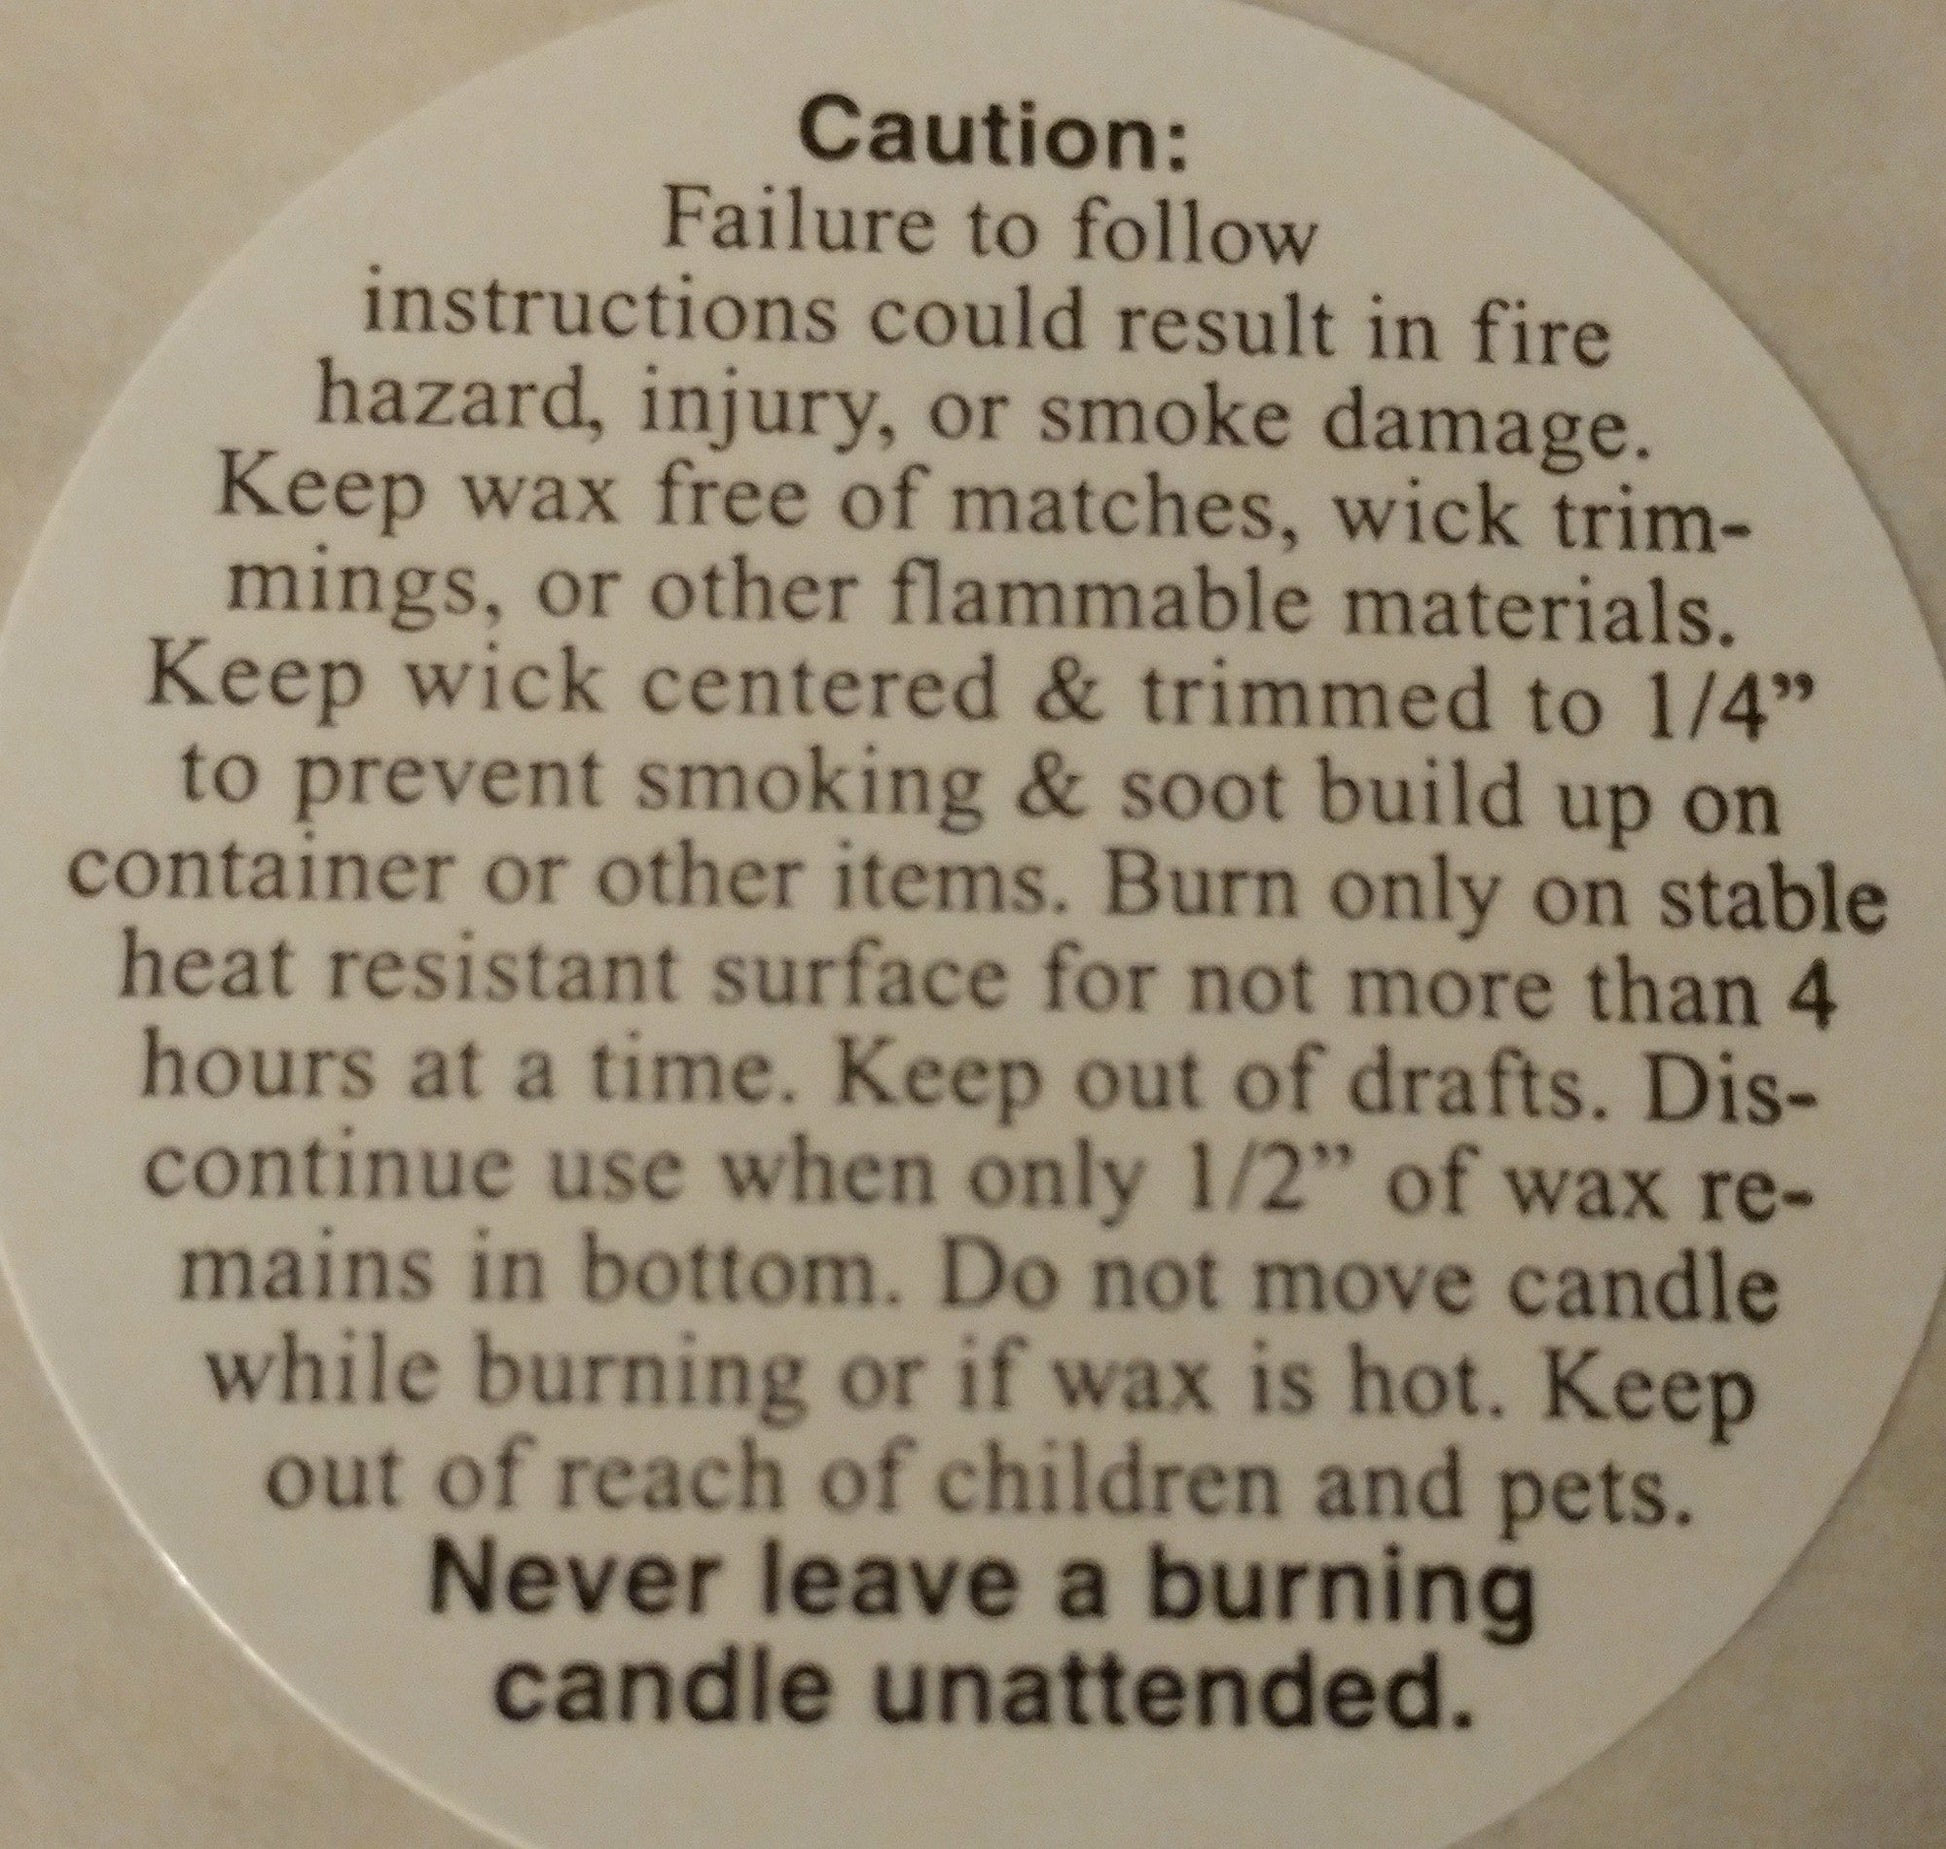 Caution:
Failure to follow
instructions could result in fire
hazard, injury, or smoke damage.
Keep wax free of matches, wick trim-
mings, or other flammable materials.
Keep wick centered & trimmed to 1/4”
to prevent smoking & soot build up on
container or other items. Burn only on stable
heat resistant surface for not more than 4
hours at a time. Keep out of drafts. Dis-
continue use when only 1/2” of wax re-
mains in bottom. Do not move candle
while burning or if wax is hot. Keep
out of reach of children and pets.
Never leave a burning
candle unattended.